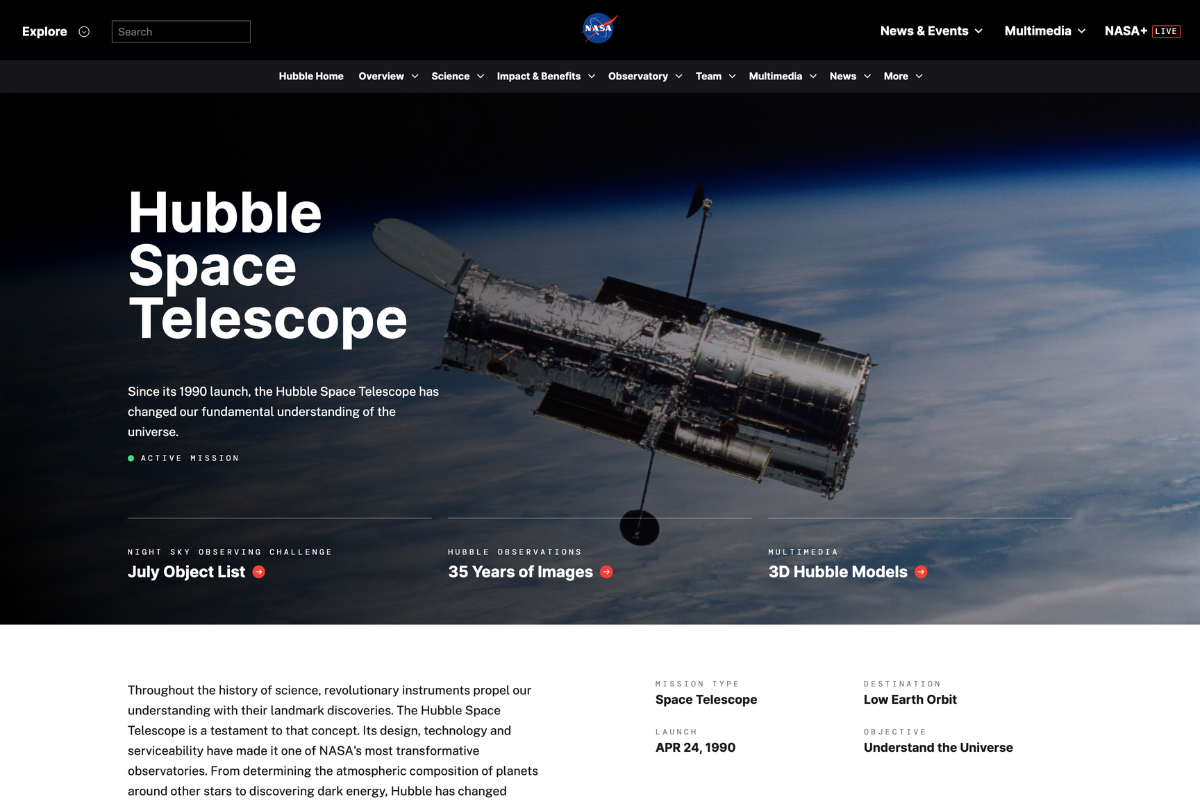 Explore
Search
NASA
News & Events
Multimedia
NASA+ LIVE
Hubble Home
Overview
Science
Impact & Benefits
Observatory
Team
Multimedia
News
More
Hubble
Space
Telescope
Since its 1990 launch, the Hubble Space Telescope has
changed our fundamental understanding of the
universe.
ACTIVE MISSION
NIGHT SKY OBSERVING CHALLENGE
July Object List
HUBBLE OBSERVATIONS
35 Years of Images
MULTIMEDIA
3D Hubble Models
Throughout the history of science, revolutionary instruments propel our
understanding with their landmark discoveries. The Hubble Space
Telescope is a testament to that concept. Its design, technology and
serviceability have made it one of NASA's most transformative
observatories. From determining the atmospheric composition of planets
around other stars to discovering dark energy, Hubble has changed
MISSION TYPE
Space Telescope
DESTINATION
Low Earth Orbit
LAUNCH
APR 24, 1990
OBJECTIVE
Understand the Universe